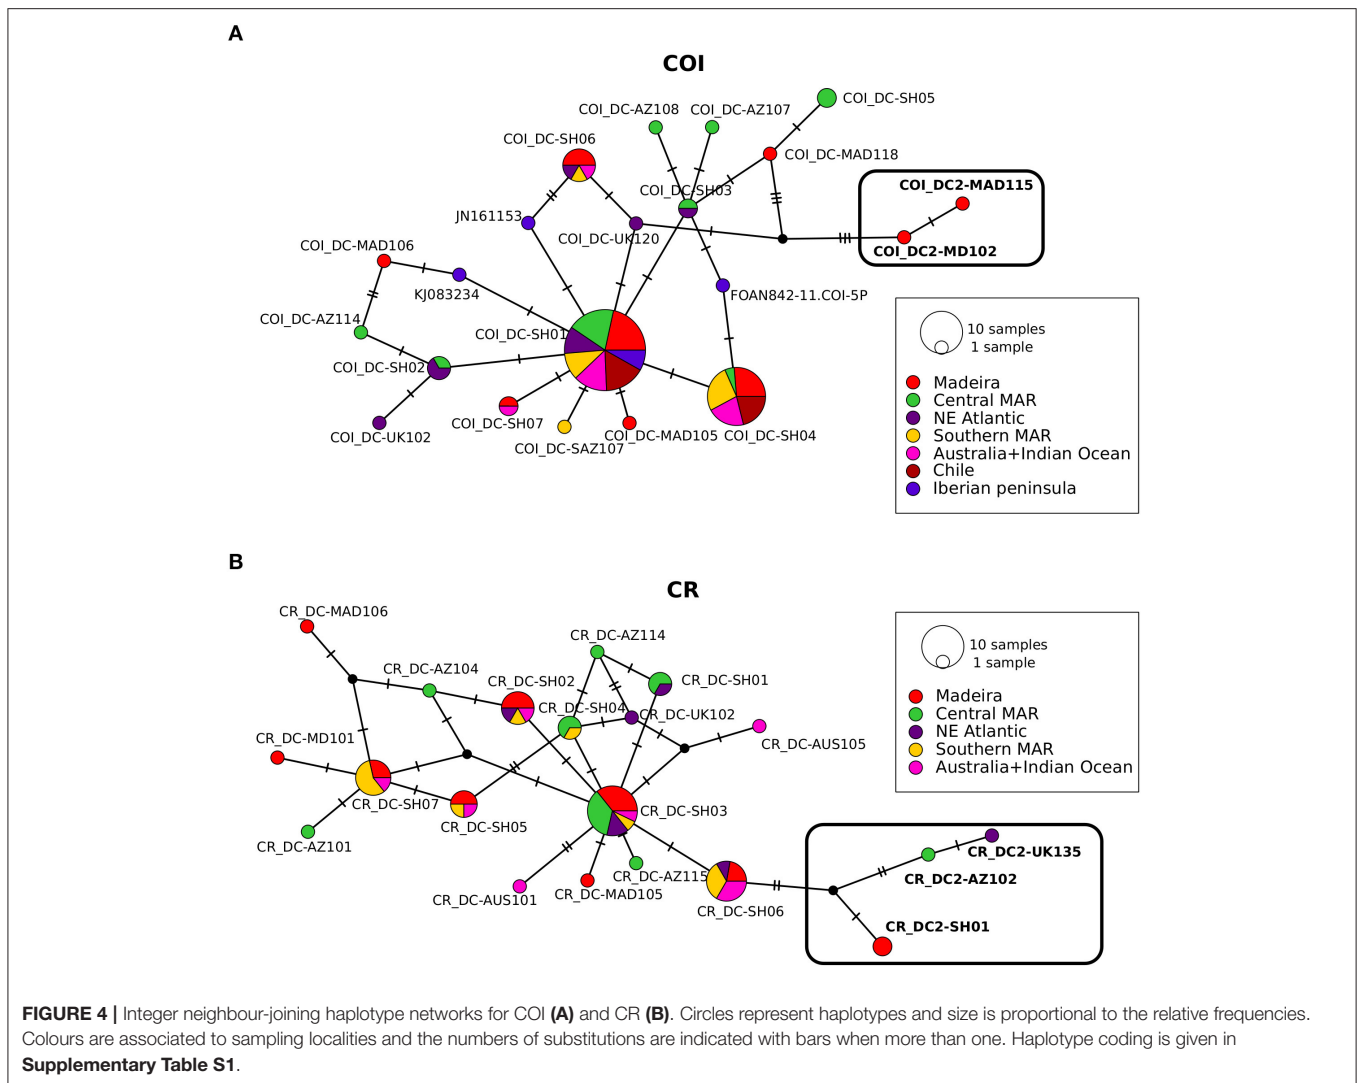 A
COI
COI_DC-SH05
COI_DC-AZ108
COI_DC-AZ107
COI_DC-SH06
COI_DC-MAD118
COI_DC-SH03
COI_DC2-MAD115
JN161153
COI_DC-UK120
COI_DC2-MD102
COI_DC-MAD106
KJ083234
FOAN842-11.COI-5P
COI_DC-AZ114
COI_DC-SH01
COI_DC-SH02
COI_DC-SH07
COI_DC-UK102
COI_DC-SAZ107
COI_DC-MAD105
COI_DC-SH04
10 samples
1 sample
Madeira
Central MAR
NE Atlantic
Southern MAR
Australia+Indian Ocean
Chile
Iberian peninsula
B
CR
CR_DC-MAD106
CR_DC-AZ114
CR_DC-AZ104
CR_DC-SH02
CR_DC-SH01
CR_DC-SH04
CR_DC-UK102
CR_DC-MD101
CR_DC-AUS105
CR_DC-SH07
CR_DC-SH05
CR_DC-SH03
CR_DC-AZ101
CR_DC-AZ115
CR_DC-AUS101
CR_DC-MAD105
CR_DC-SH06
CR_DC2-UK135
CR_DC2-AZ102
CR_DC2-SH01
10 samples
1 sample
Madeira
Central MAR
NE Atlantic
Southern MAR
Australia+Indian Ocean
FIGURE 4 | Integer neighbour-joining haplotype networks for COI (A) and CR (B). Circles represent haplotypes and size is proportional to the relative frequencies.
Colours are associated to sampling localities and the numbers of substitutions are indicated with bars when more than one. Haplotype coding is given in
Supplementary Table S1.